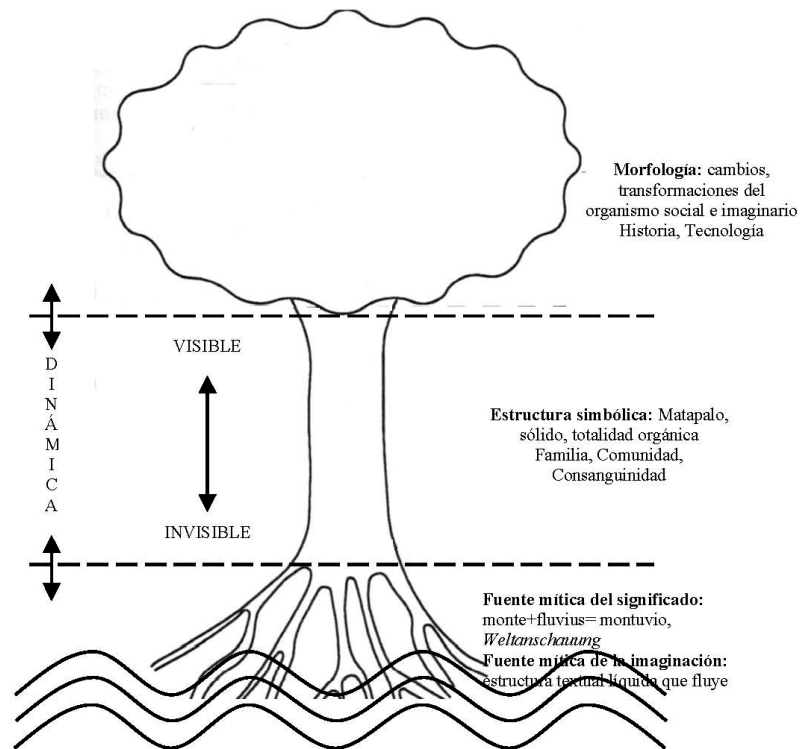 Morfología: cambios,
transformaciones del
organismo social e imaginario
Historia, Tecnología
VISIBLE
DINÁMICA
Estructura simbólica: Matapalo,
sólido, totalidad orgánica
Familia, Comunidad,
Consanguinidad
INVISIBLE
Fuente mítica del significado:
monte+fluvius= montuvio,
Weltanschauung
Fuente mítica de la imaginación:
estructura textual líquida que fluye